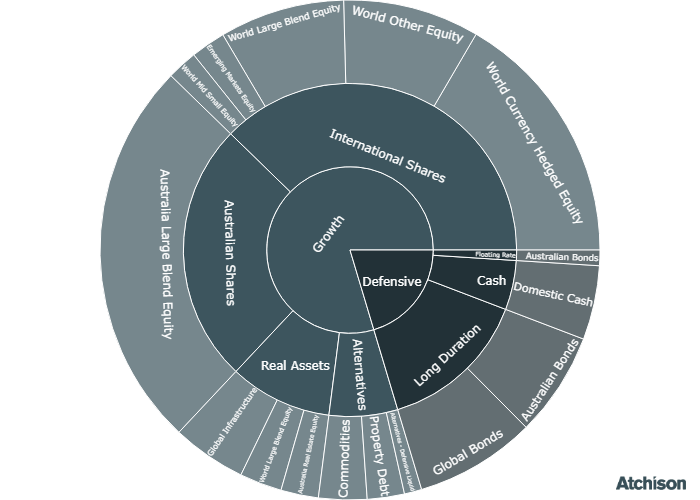 Growth
Defensive
International Shares
Australian Shares
Real Assets
Alternatives
Long Duration
Cash
Floating Rate
World Currency Hedged Equity
World Other Equity
World Large Blend Equity
Emerging Markets Equity
World Mid Small Equity
Australia Large Blend Equity
Global Infrastructure
World Large Blend Equity
Australia Real Estate Equity
Commodities
Property Debt
Alternatives - Defensive Liquid
Global Bonds
Australian Bonds
Domestic Cash
Australian Bonds
Atchison